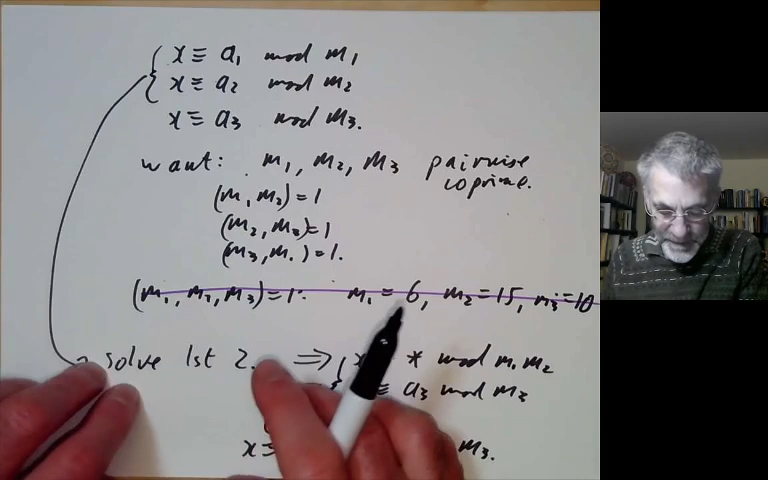 x ≡ a₁ mod m₁
x ≡ a₂ mod m₂
x ≡ a₃ mod m₃.
want: m₁, m₂, m₃ pairwise
coprime.
(m₁, m₂) = 1
(m₂, m₃) = 1
(m₃, m₁) = 1.
(m₁, m₂, m₃) = 1: m₁ = 6, m₂ = 15, m₃ = 10
solve 1st 2. ⟹ x * mod m₁m₂
≡ a₃ mod m₃
x ≡ m₃.